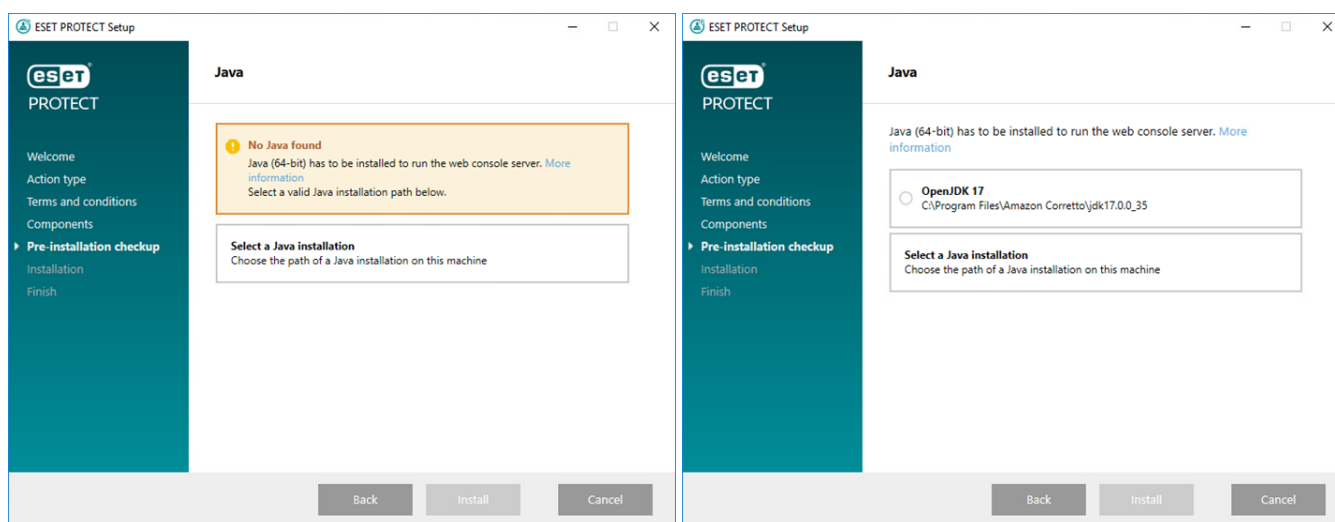 ESET PROTECT Setup
eset
PROTECT
Welcome
Action type
Terms and conditions
Components
Pre-installation checkup
Installation
Finish
Java
No Java found
Java (64-bit) has to be installed to run the web console server. More
information
Select a valid Java installation path below.
Select a Java installation
Choose the path of a Java installation on this machine
Back
Install
Cancel
ESET PROTECT Setup
eset
PROTECT
Welcome
Action type
Terms and conditions
Components
Pre-installation checkup
Installation
Finish
Java
Java (64-bit) has to be installed to run the web console server. More
information
OpenJDK 17
C:\Program Files\Amazon Corretto\jdk17.0.0_35
Select a Java installation
Choose the path of a Java installation on this machine
Back
Install
Cancel